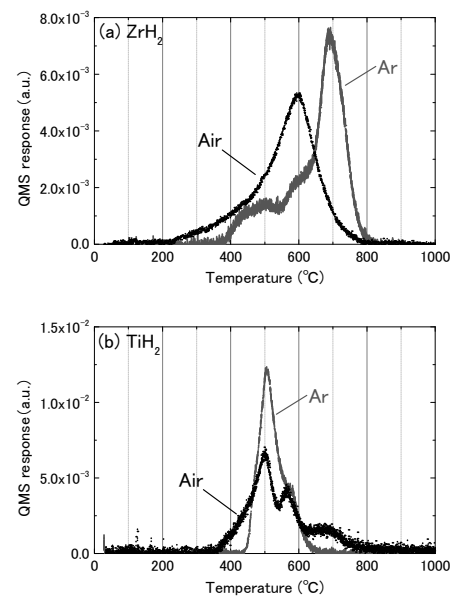 (a) ZrH₂
8.0x10⁻³
6.0x10⁻³
4.0x10⁻³
2.0x10⁻³
0.0
QMS response (a.u.)
Ar
Air
0 200 400 600 800 1000
Temperature (℃)
(b) TiH₂
1.5x10⁻²
1.0x10⁻²
5.0x10⁻³
0.0
QMS response (a.u.)
Ar
Air
0 200 400 600 800 1000
Temperature (℃)